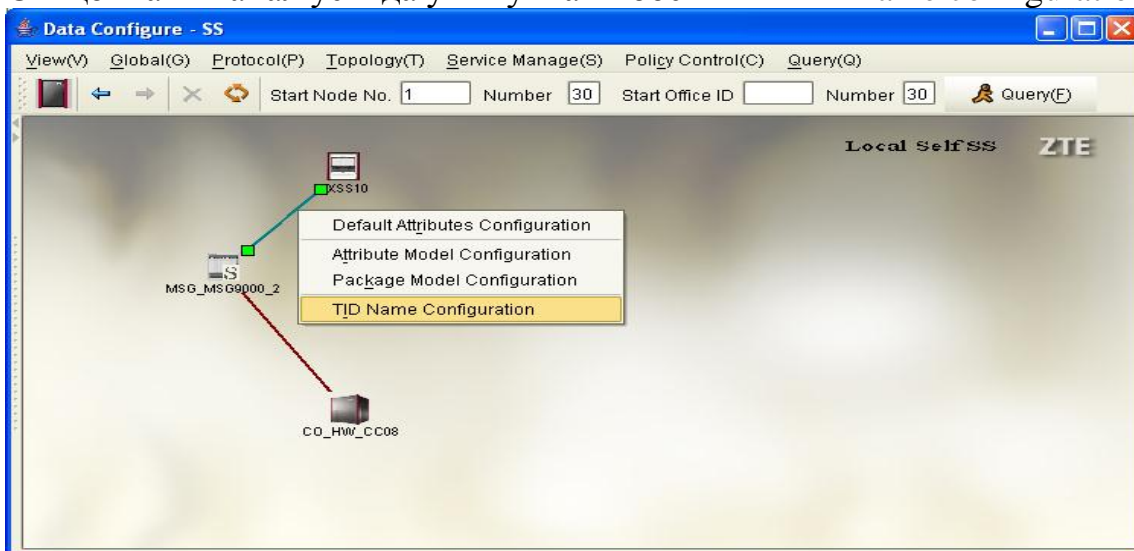 Data Configure - SS
View(V) Global(G) Protocol(P) Topology(T) Service Manage(S) Policy Control(C) Query(Q)
Start Node No. 1 Number 30 Start Office ID Number 30 Query(F)
Local Self SS ZTE
XSS10
Default Attributes Configuration
Attribute Model Configuration
Package Model Configuration
TID Name Configuration
S
MSG_MSG9000_2
CO_HW_CC08